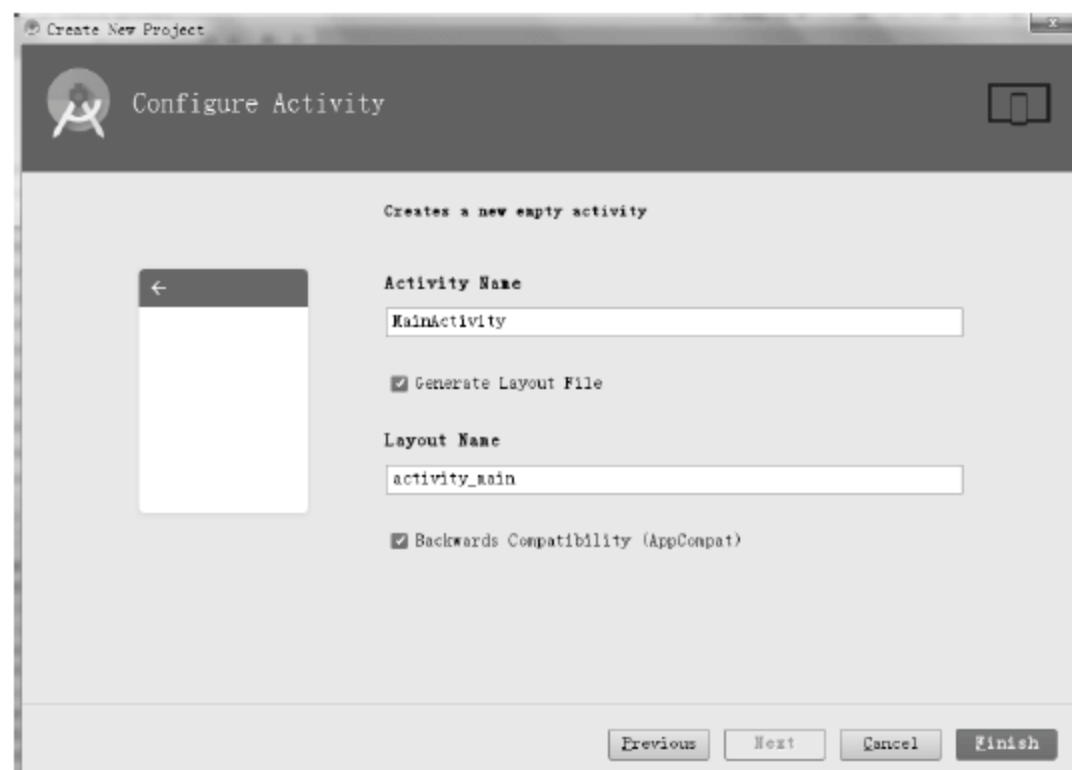 Create New Project
Configure Activity
Creates a new empty activity
Activity Name
MainActivity
Generate Layout File
Layout Name
activity_main
Backwards Compatibility (AppCompat)
Previous
Next
Cancel
Finish